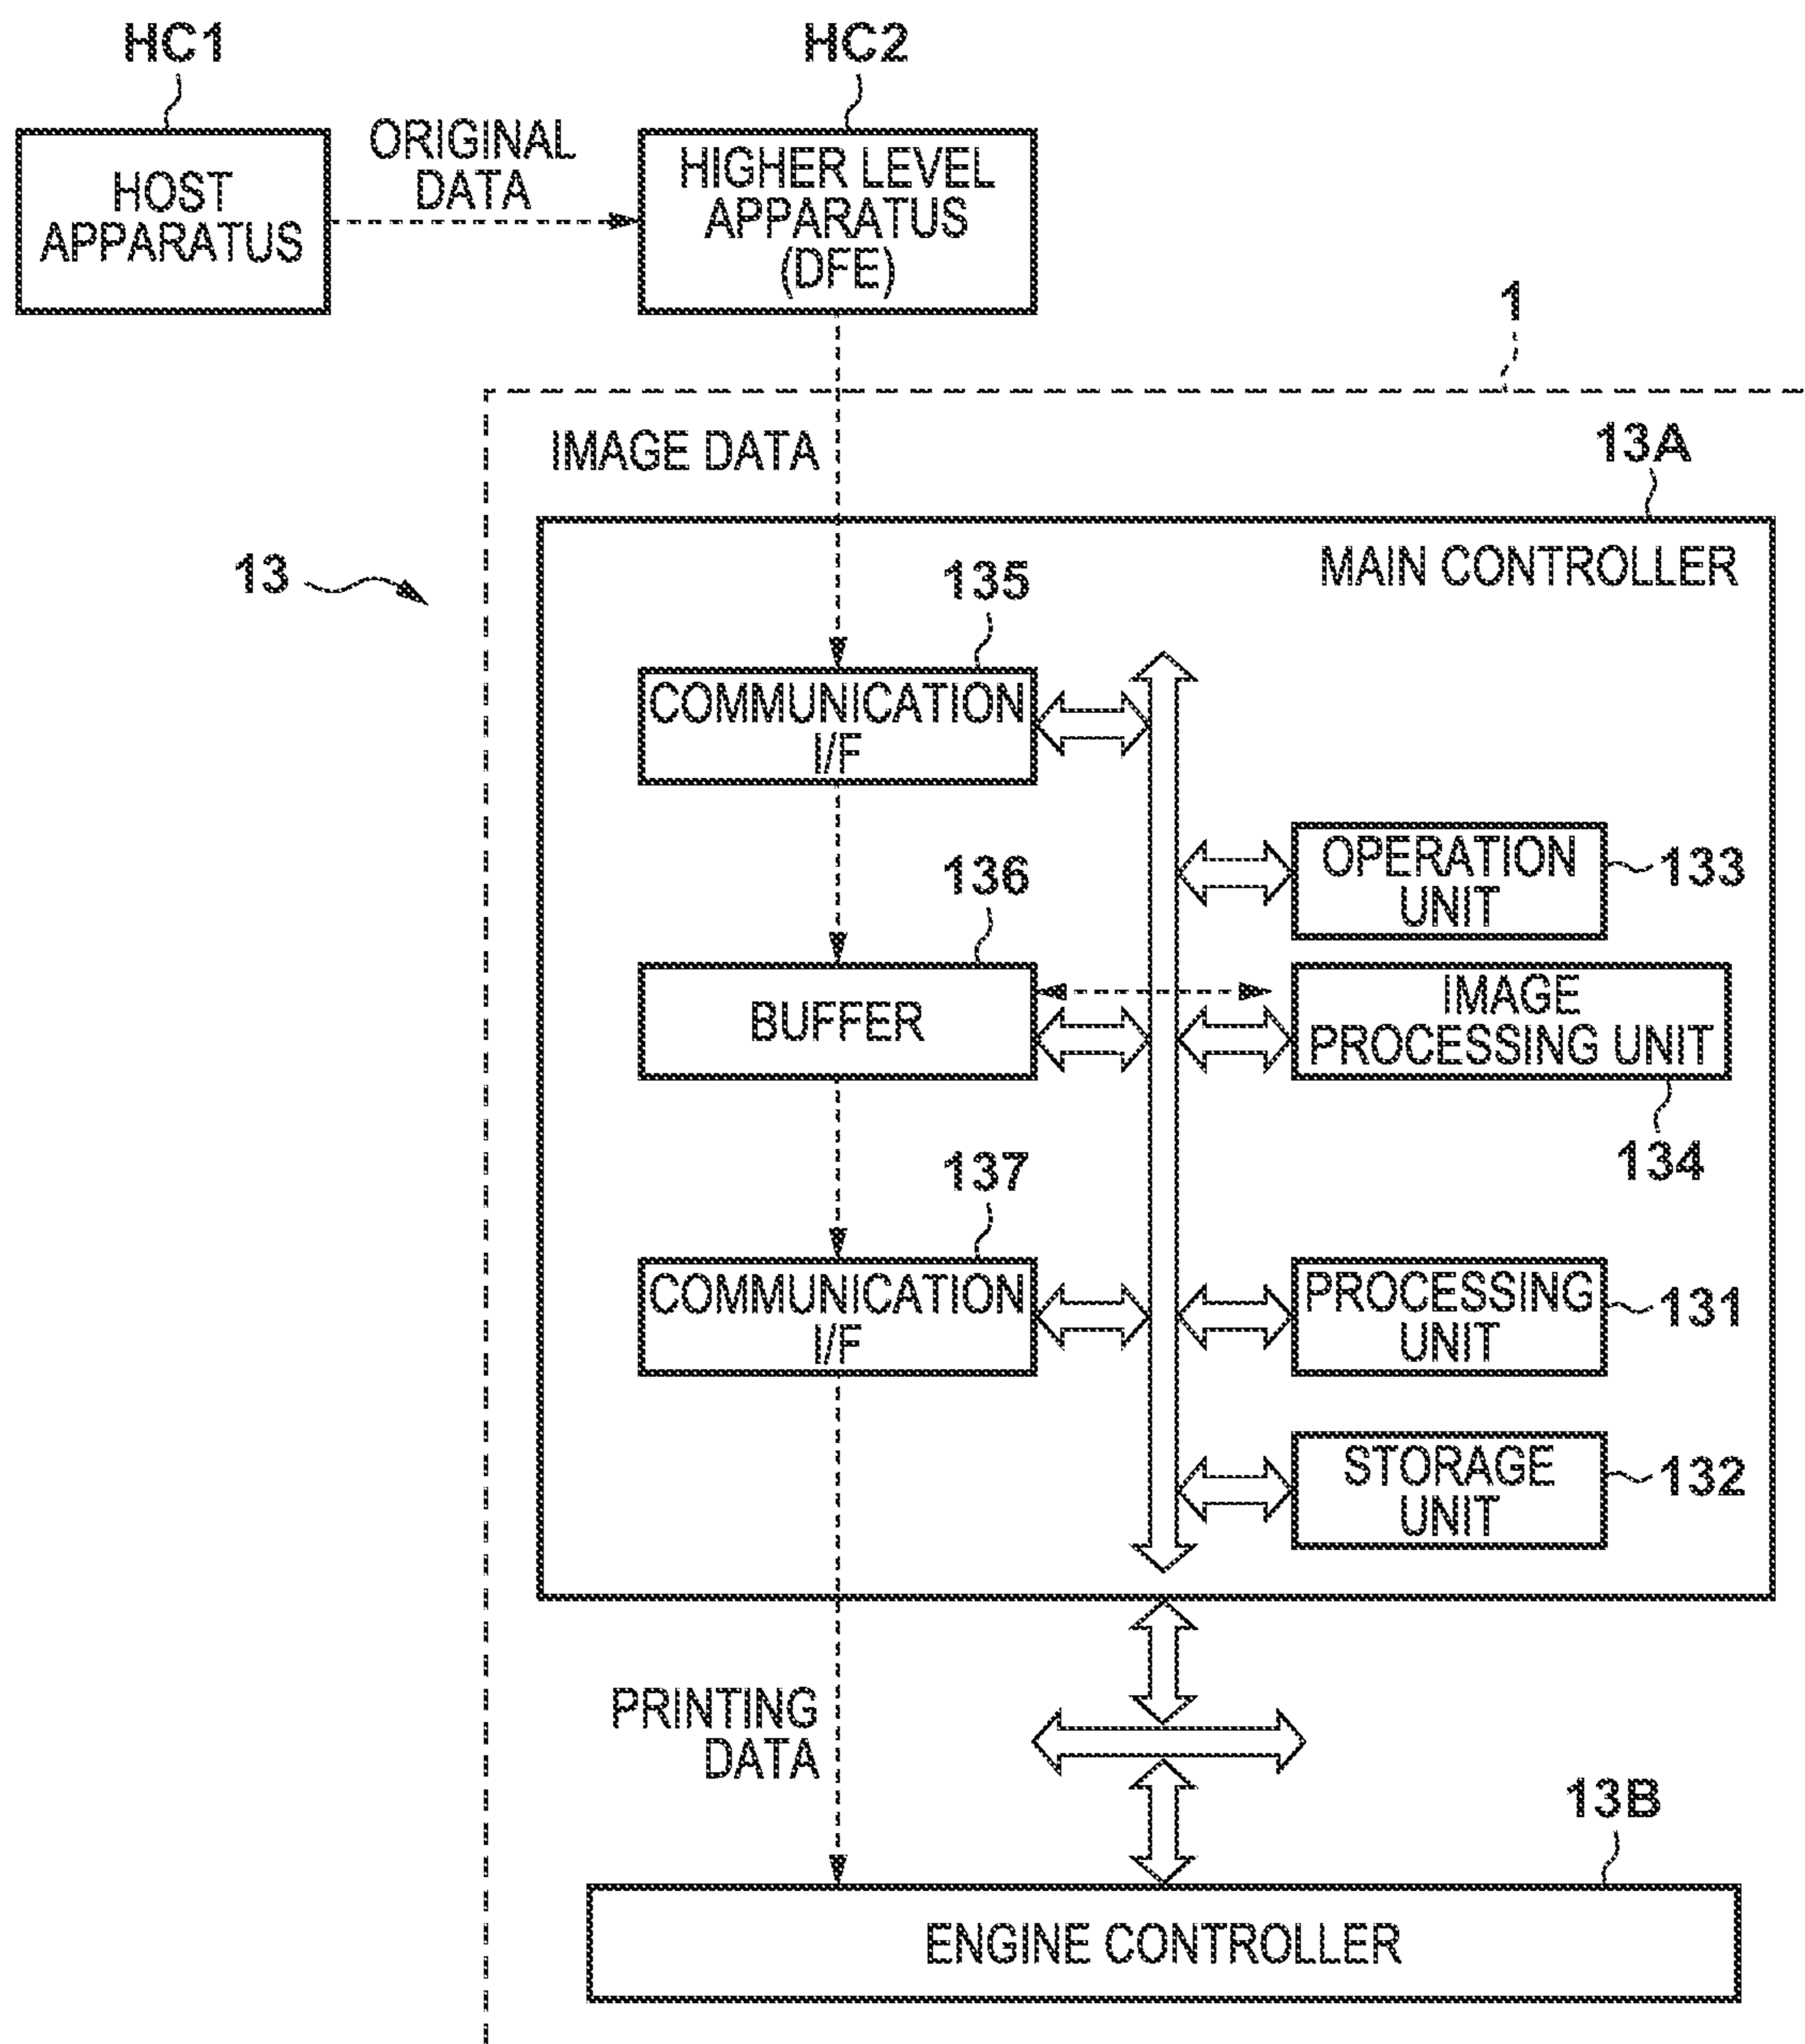 HC1
HC2
HOST
APPARATUS
ORIGINAL
DATA
HIGHER LEVEL
APPARATUS
(DFE)
1
IMAGE DATA
13A
13
MAIN CONTROLLER
135
COMMUNICATION
I/F
OPERATION
UNIT
133
136
BUFFER
IMAGE
PROCESSING UNIT
134
137
COMMUNICATION
I/F
PROCESSING
UNIT
131
STORAGE
UNIT
132
PRINTING
DATA
13B
ENGINE CONTROLLER